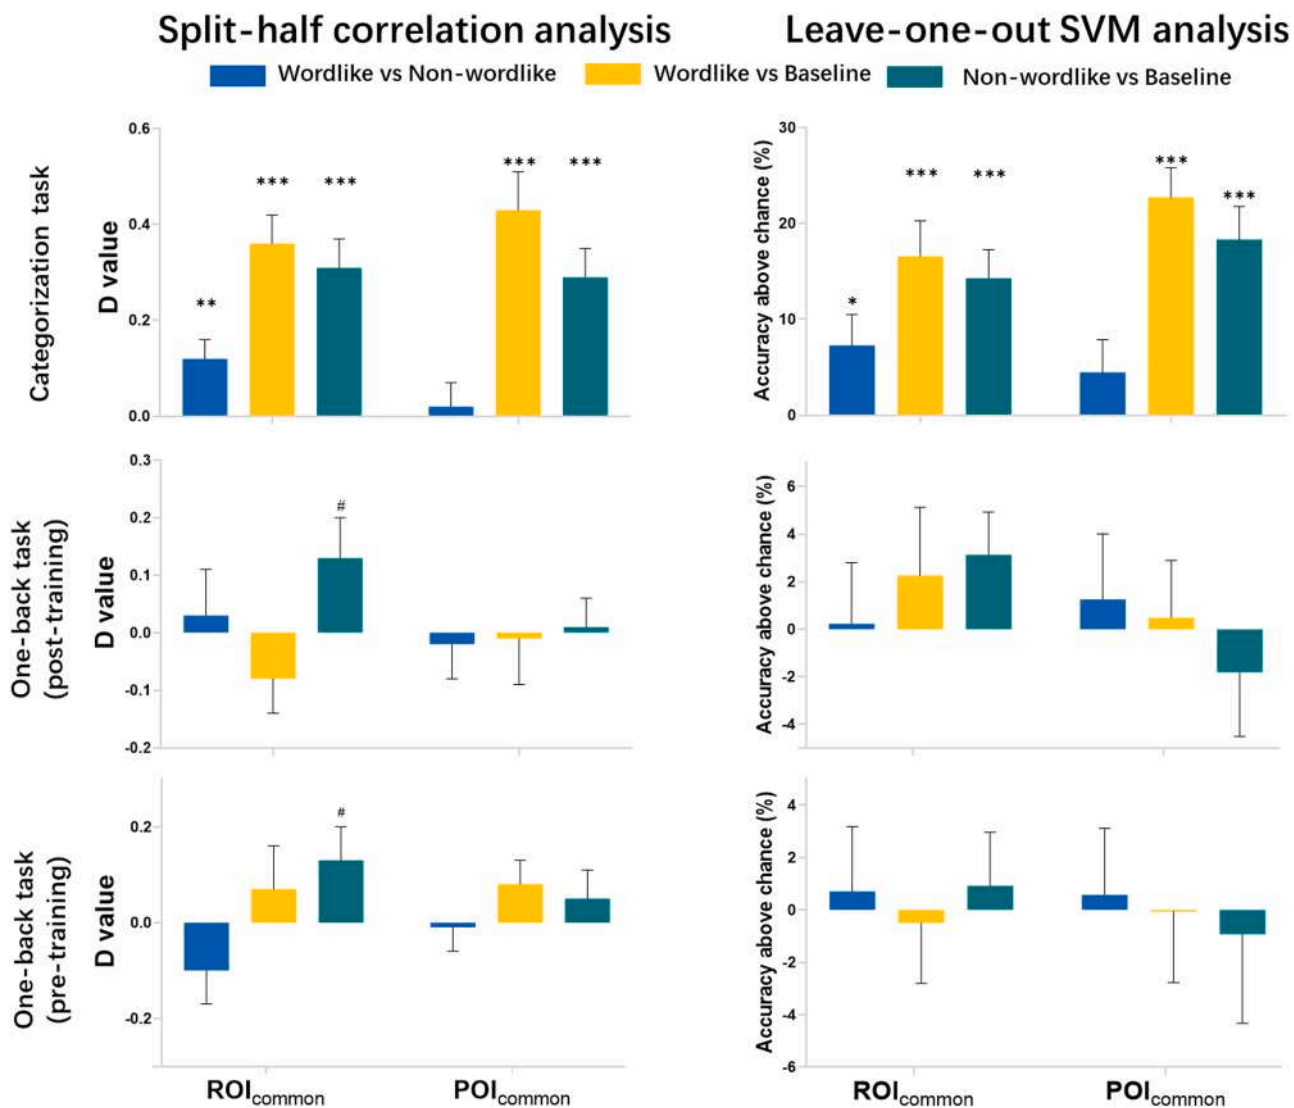 Split-half correlation analysis
Leave-one-out SVM analysis
Wordlike vs Non-wordlike
Wordlike vs Baseline
Non-wordlike vs Baseline
Categorization task
D value
0.6
0.4
0.2
0.0
**
***
***
***
***
Accuracy above chance (%)
30
20
10
0
*
***
***
***
***
One-back task
(post-training)
D value
0.3
0.1
0.0
-0.1
-0.2
#
Accuracy above chance (%)
6
4
2
0
-2
-4
One-back task
(pre-training)
D value
0.2
0.0
-0.2
#
Accuracy above chance (%)
4
2
0
-2
-4
-6
ROIcommon
POIcommon
ROIcommon
POIcommon